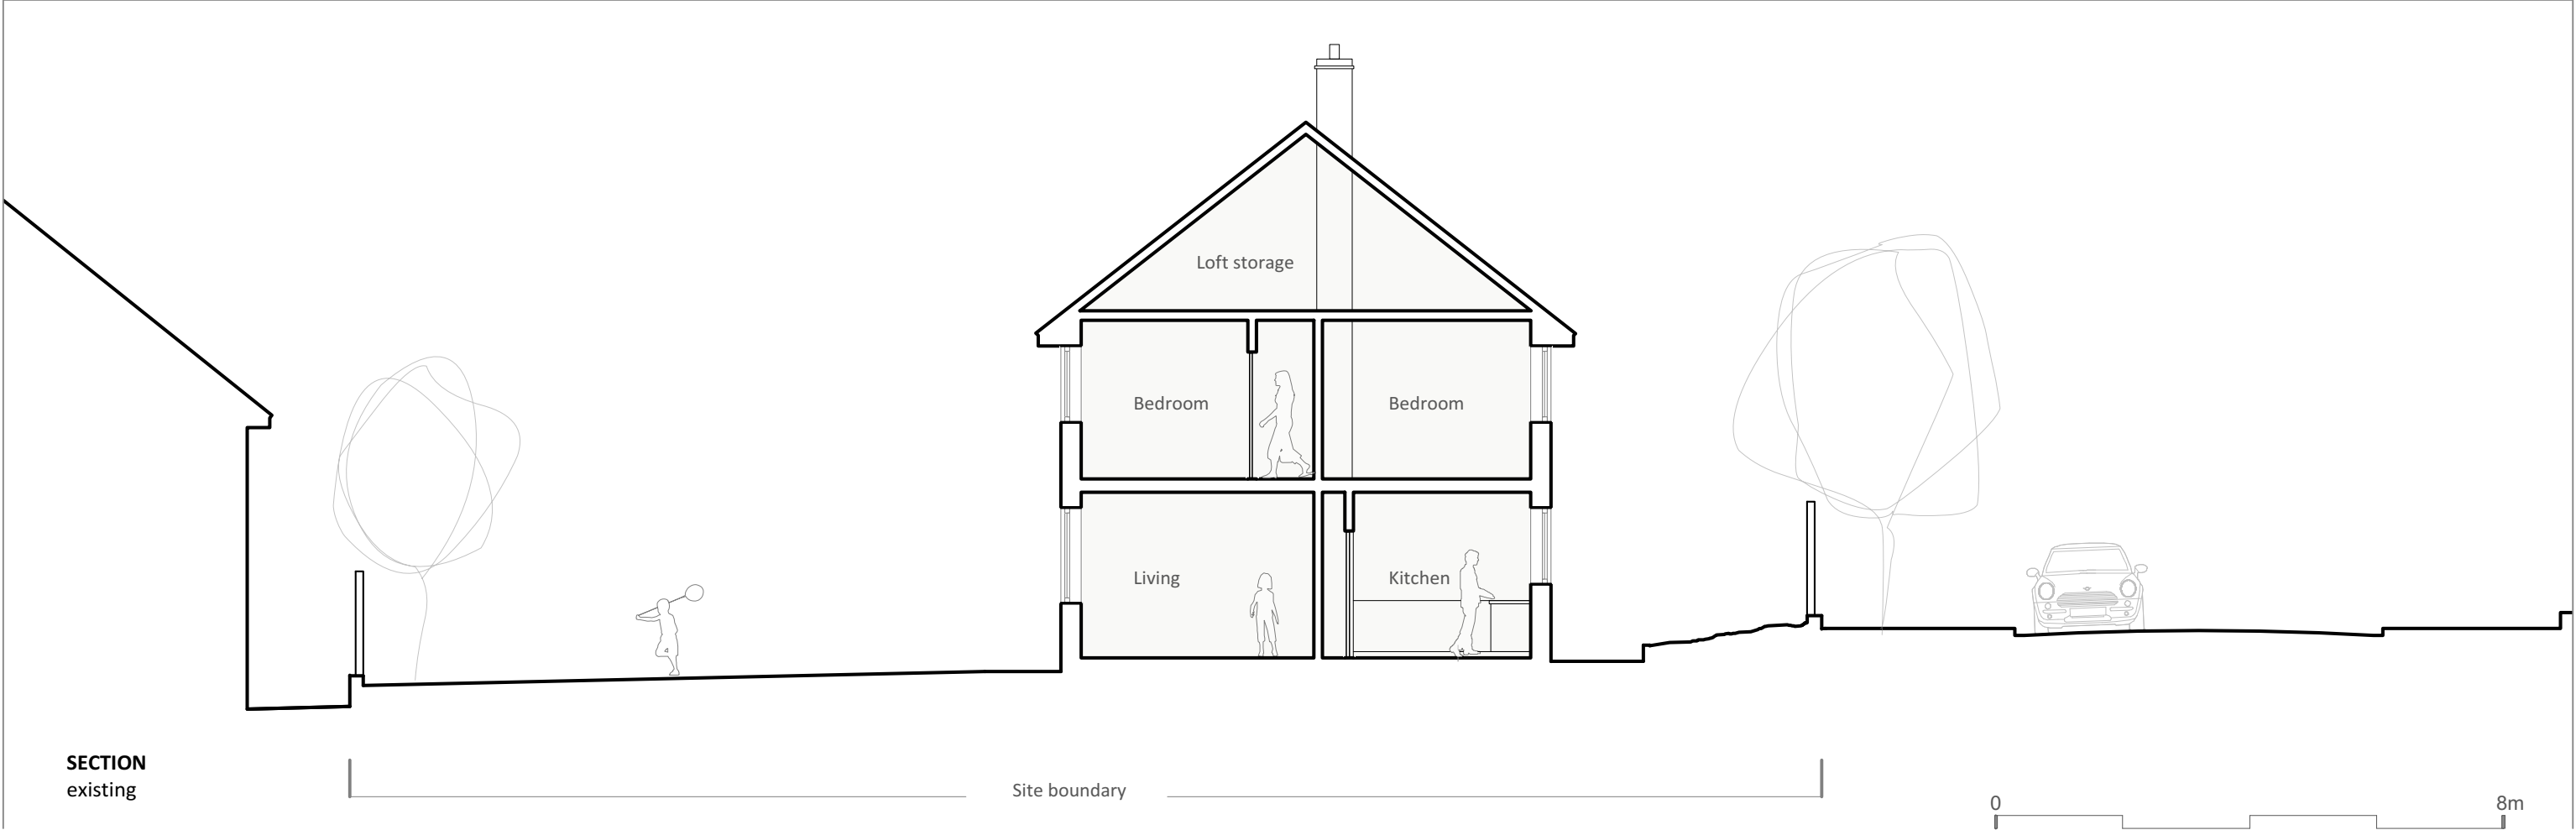 Loft storage
Bedroom
Bedroom
Living
Kitchen
SECTION
existing
Site boundary
0
8m